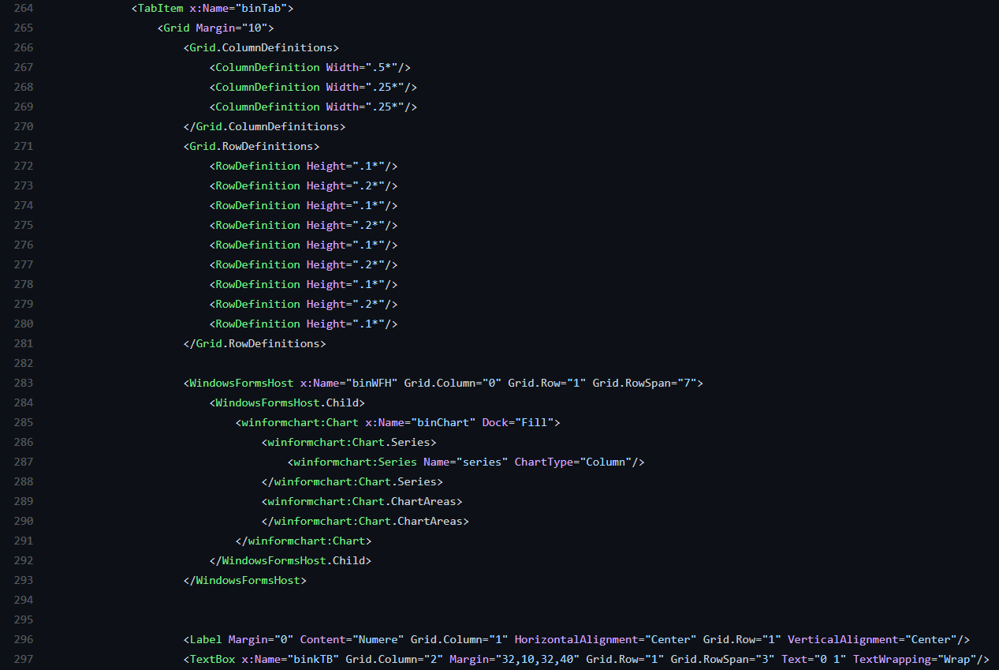 264 <TabItem x:Name="binTab">
265 <Grid Margin="10">
266 <Grid.ColumnDefinitions>
267 <ColumnDefinition Width=".5*"/>
268 <ColumnDefinition Width=".25*"/>
269 <ColumnDefinition Width=".25*"/>
270 </Grid.ColumnDefinitions>
271 <Grid.RowDefinitions>
272 <RowDefinition Height=".1*"/>
273 <RowDefinition Height=".2*"/>
274 <RowDefinition Height=".1*"/>
275 <RowDefinition Height=".2*"/>
276 <RowDefinition Height=".1*"/>
277 <RowDefinition Height=".2*"/>
278 <RowDefinition Height=".1*"/>
279 <RowDefinition Height=".2*"/>
280 <RowDefinition Height=".1*"/>
281 </Grid.RowDefinitions>
282
283 <WindowsFormsHost x:Name="binWFH" Grid.Column="0" Grid.Row="1" Grid.RowSpan="7">
284 <WindowsFormsHost.Child>
285 <winformchart:Chart x:Name="binChart" Dock="Fill">
286 <winformchart:Chart.Series>
287 <winformchart:Series Name="series" ChartType="Column"/>
288 </winformchart:Chart.Series>
289 <winformchart:Chart.ChartAreas>
290 </winformchart:Chart.ChartAreas>
291 </winformchart:Chart>
292 </WindowsFormsHost.Child>
293 </WindowsFormsHost>
294
295
296 <Label Margin="0" Content="Numere" Grid.Column="1" HorizontalAlignment="Center" Grid.Row="1" VerticalAlignment="Center"/>
297 <TextBox x:Name="binkTB" Grid.Column="2" Margin="32,10,32,40" Grid.Row="1" Grid.RowSpan="3" Text="0 1" TextWrapping="Wrap"/>